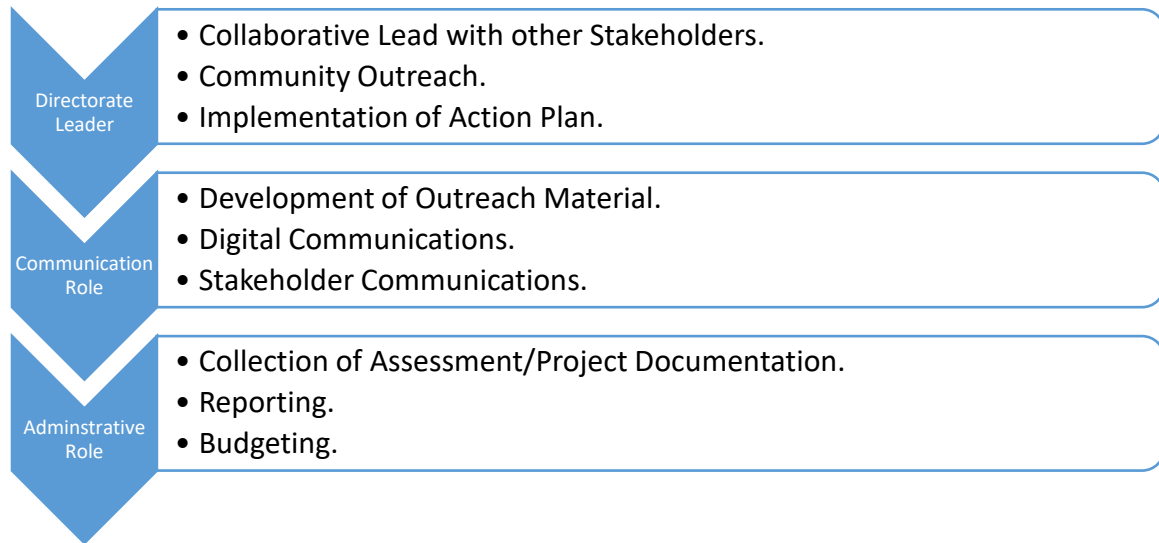 Directorate
Leader
• Collaborative Lead with other Stakeholders.
• Community Outreach.
• Implementation of Action Plan.
Communication
Role
• Development of Outreach Material.
• Digital Communications.
• Stakeholder Communications.
Adminstrative
Role
• Collection of Assessment/Project Documentation.
• Reporting.
• Budgeting.